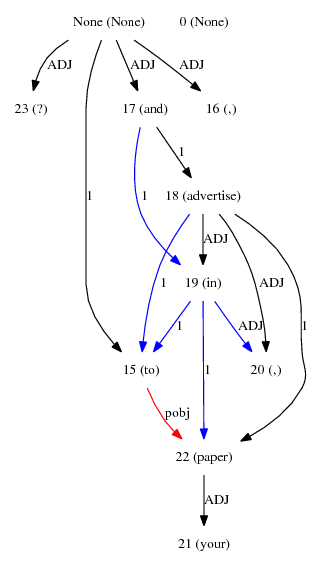 None (None) 0 (None)
ADJ ADJ ADJ
23 (?) 17 (and) 16 (,)
1
1 1 18 (advertise)
ADJ
1 19 (in) ADJ
1 ADJ 1
15 (to) 1 20 (,)
pobj
22 (paper)
ADJ
21 (your)